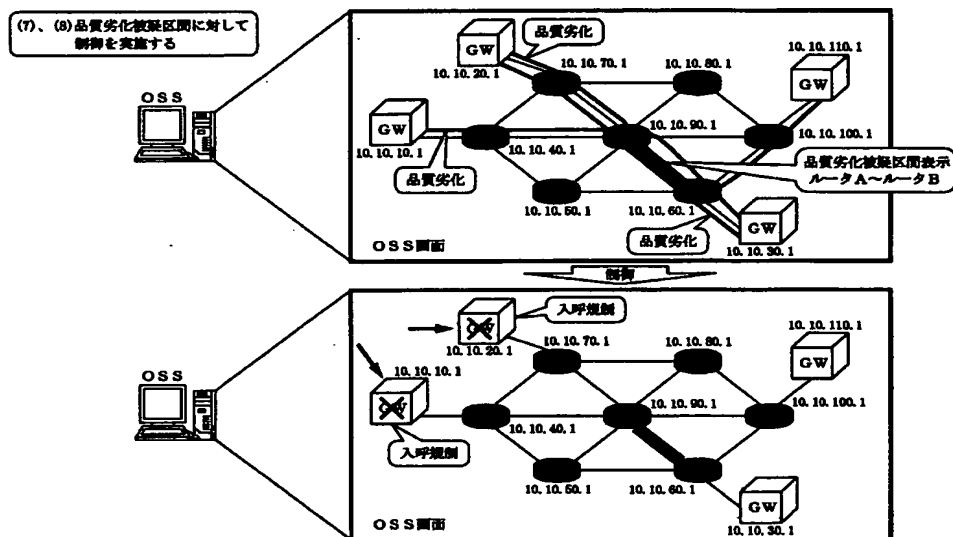 (7)、(8)品質劣化被疑区間に対して
制御を実施する
OSS
GW
10.10.20.1
品質劣化
10.10.70.1
10.10.80.1
10.10.110.1
GW
GW
10.10.10.1
品質劣化
10.10.40.1
10.10.90.1
10.10.100.1
品質劣化被疑区間表示
ルータA～ルータB
10.10.50.1
10.10.60.1
品質劣化
GW
10.10.30.1
OSS画面
制御
OSS
GW
10.10.20.1
入呼規制
10.10.70.1
10.10.80.1
10.10.110.1
GW
10.10.10.1
GW
入呼規制
10.10.40.1
10.10.90.1
10.10.100.1
10.10.50.1
10.10.60.1
GW
10.10.30.1
OSS画面